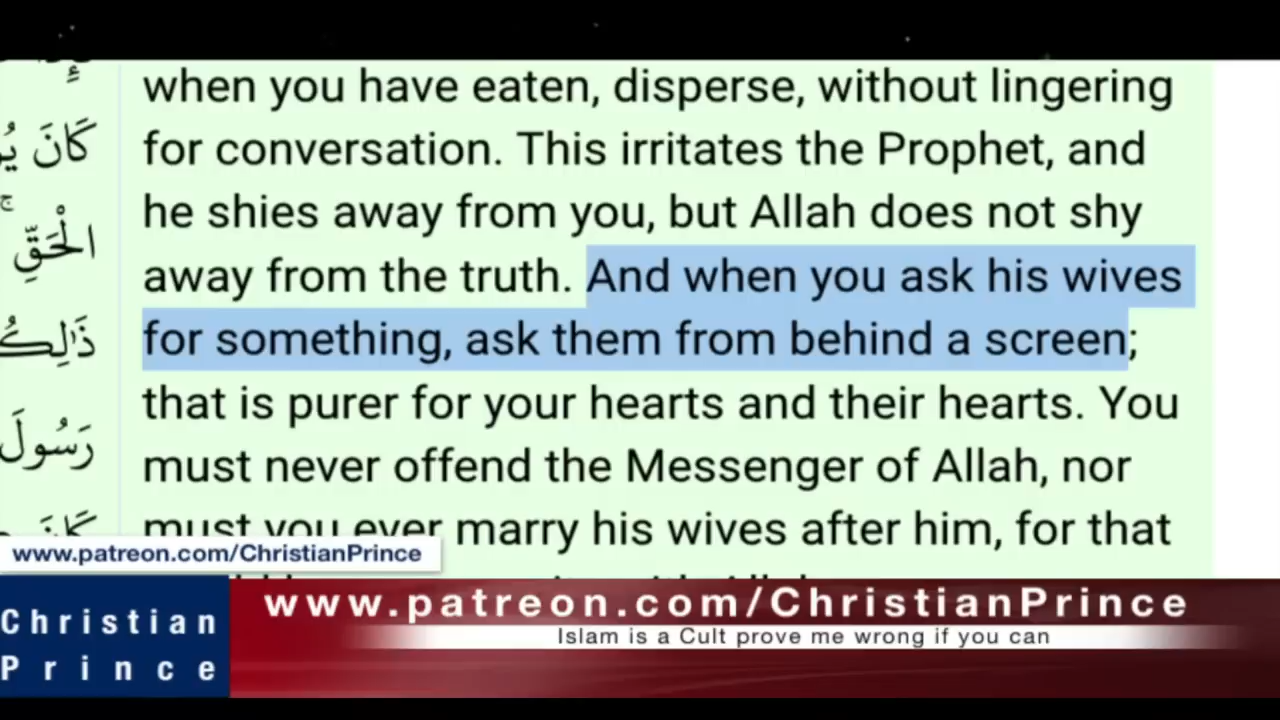 when you have eaten, disperse, without lingering
for conversation. This irritates the Prophet, and
كَانَ
he shies away from you, but Allah does not shy
الْحَقِّ ۚ
away from the truth. And when you ask his wives
for something, ask them from behind a screen;
that is purer for your hearts and their hearts. You
رَسُولَ
must never offend the Messenger of Allah, nor
must you ever marry his wives after him, for that
www.patreon.com/ChristianPrince
Christian
Prince
www.patreon.com/ChristianPrince
Islam is a Cult prove me wrong if you can